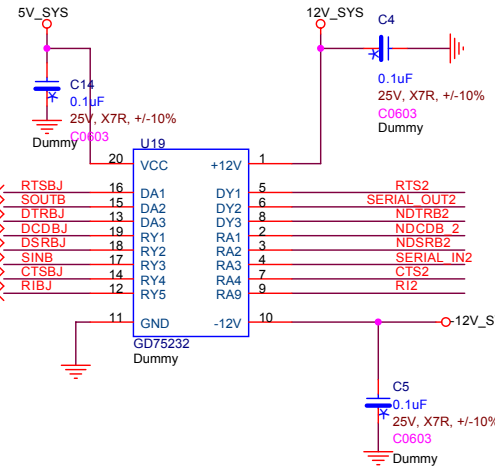 5V_SYS
12V_SYS
C4
0.1uF
25V, X7R, +/-10%
C0603
Dummy
C14
0.1uF
25V, X7R, +/-10%
C0603
Dummy
U19
20 VCC +12V 1
RTSBJ 16 DA1 DY1 5 RTS2
SOUTB 15 DA2 DY2 6 SERIAL_OUT2
DTRBJ 13 DA3 DY3 8 NDTRB2
DCDBJ 19 RY1 RA1 2 NDCDB_2
DSRBJ 18 RY2 RA2 3 NDSRB2
SINB 17 RY3 RA3 4 SERIAL_IN2
CTSBJ 14 RY4 RA4 7 CTS2
RIBJ 12 RY5 RA9 9 RI2
11 GND -12V 10
-12V_S
GD75232
Dummy
C5
0.1uF
25V, X7R, +/-10%
C0603
Dummy